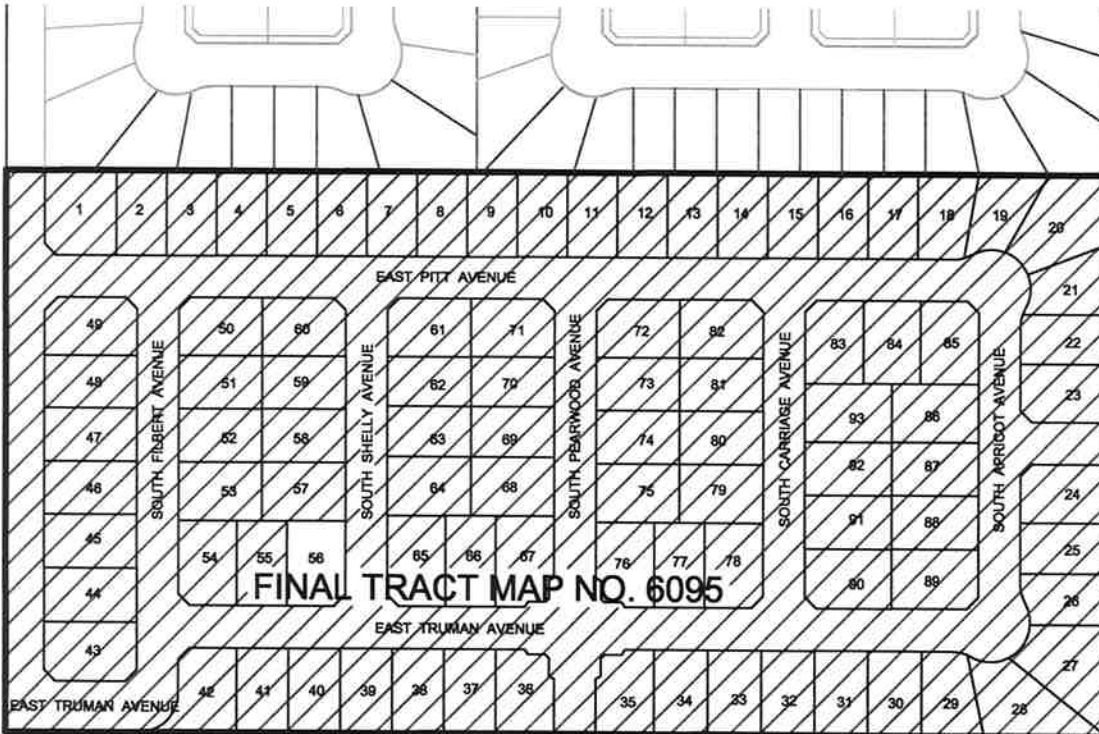 1 2 3 4 5 6 7 8 9 10 11 12 13 14 15 16 17 18 19 20
EAST PITT AVENUE
21
22
23
24
25
26
27
28
49
48
47
46
45
44
43
SOUTH FILBERT AVENUE
50 60
51 59
52 58
53 57
54 55 56
SOUTH SHELLY AVENUE
61 71
62 70
63 69
64 68
65 66 67
SOUTH PEARWOOD AVENUE
72 82
73 81
74 80
75 79
76 77 78
SOUTH CARRIAGE AVENUE
83 84 85
93 86
92 87
91 88
90 89
SOUTH APRICOT AVENUE
FINAL TRACT MAP NO. 6095
EAST TRUMAN AVENUE
EAST TRUMAN AVENUE
42 41 40 39 38 37 36 35 34 33 32 31 30 29